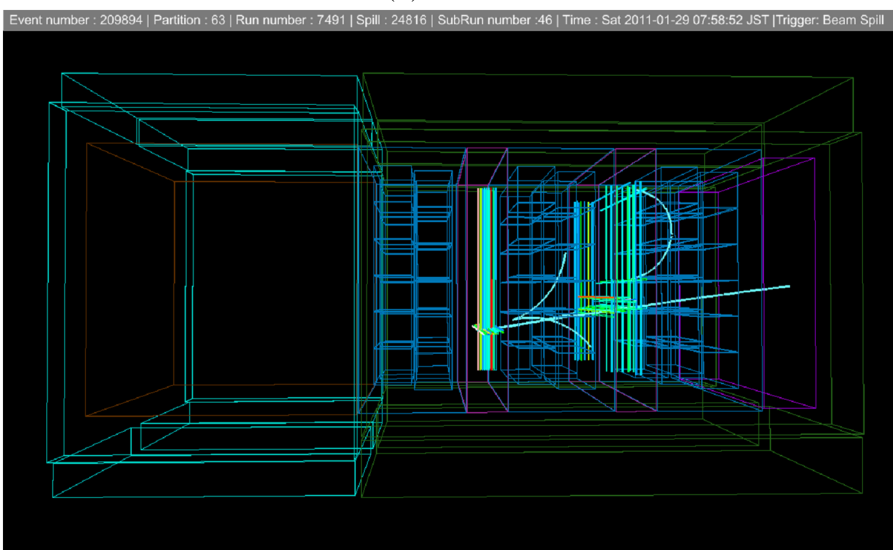 Event number : 209894 | Partition : 63 | Run number : 7491 | Spill : 24816 | SubRun number :46 | Time : Sat 2011-01-29 07:58:52 JST |Trigger: Beam Spill